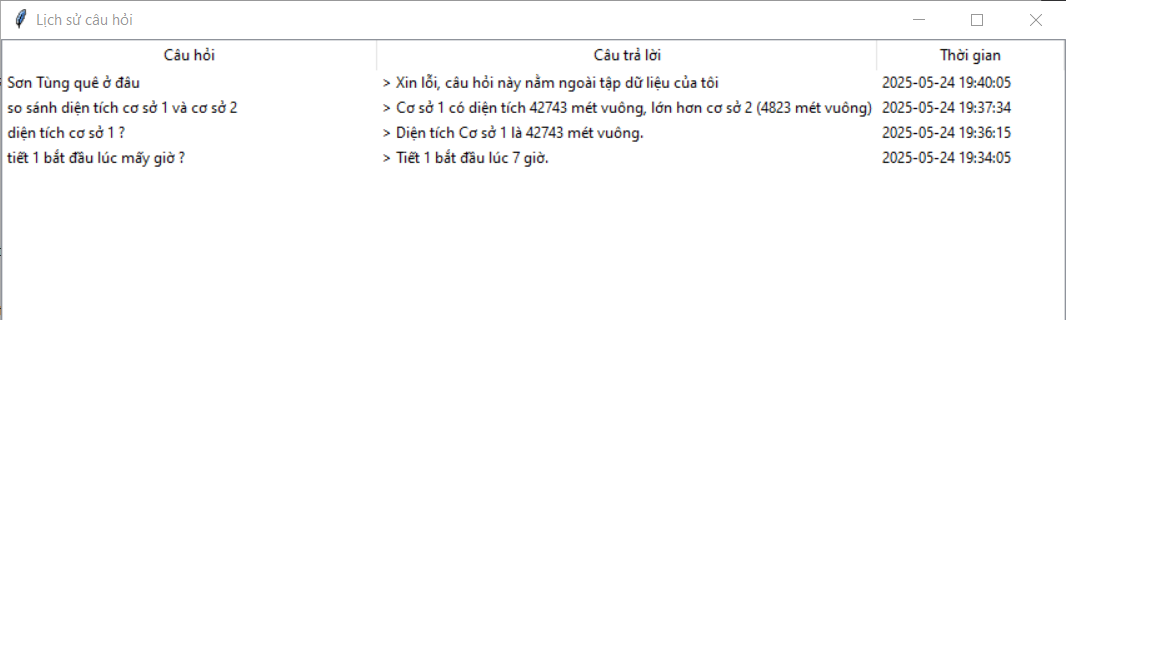 Lịch sử câu hỏi
Câu hỏi Câu trả lời Thời gian
Sơn Tùng quê ở đâu > Xin lỗi, câu hỏi này nằm ngoài tập dữ liệu của tôi 2025-05-24 19:40:05
so sánh diện tích cơ sở 1 và cơ sở 2 > Cơ sở 1 có diện tích 42743 mét vuông, lớn hơn cơ sở 2 (4823 mét vuông) 2025-05-24 19:37:34
diện tích cơ sở 1 ? > Diện tích Cơ sở 1 là 42743 mét vuông. 2025-05-24 19:36:15
tiết 1 bắt đầu lúc mấy giờ ? > Tiết 1 bắt đầu lúc 7 giờ. 2025-05-24 19:34:05